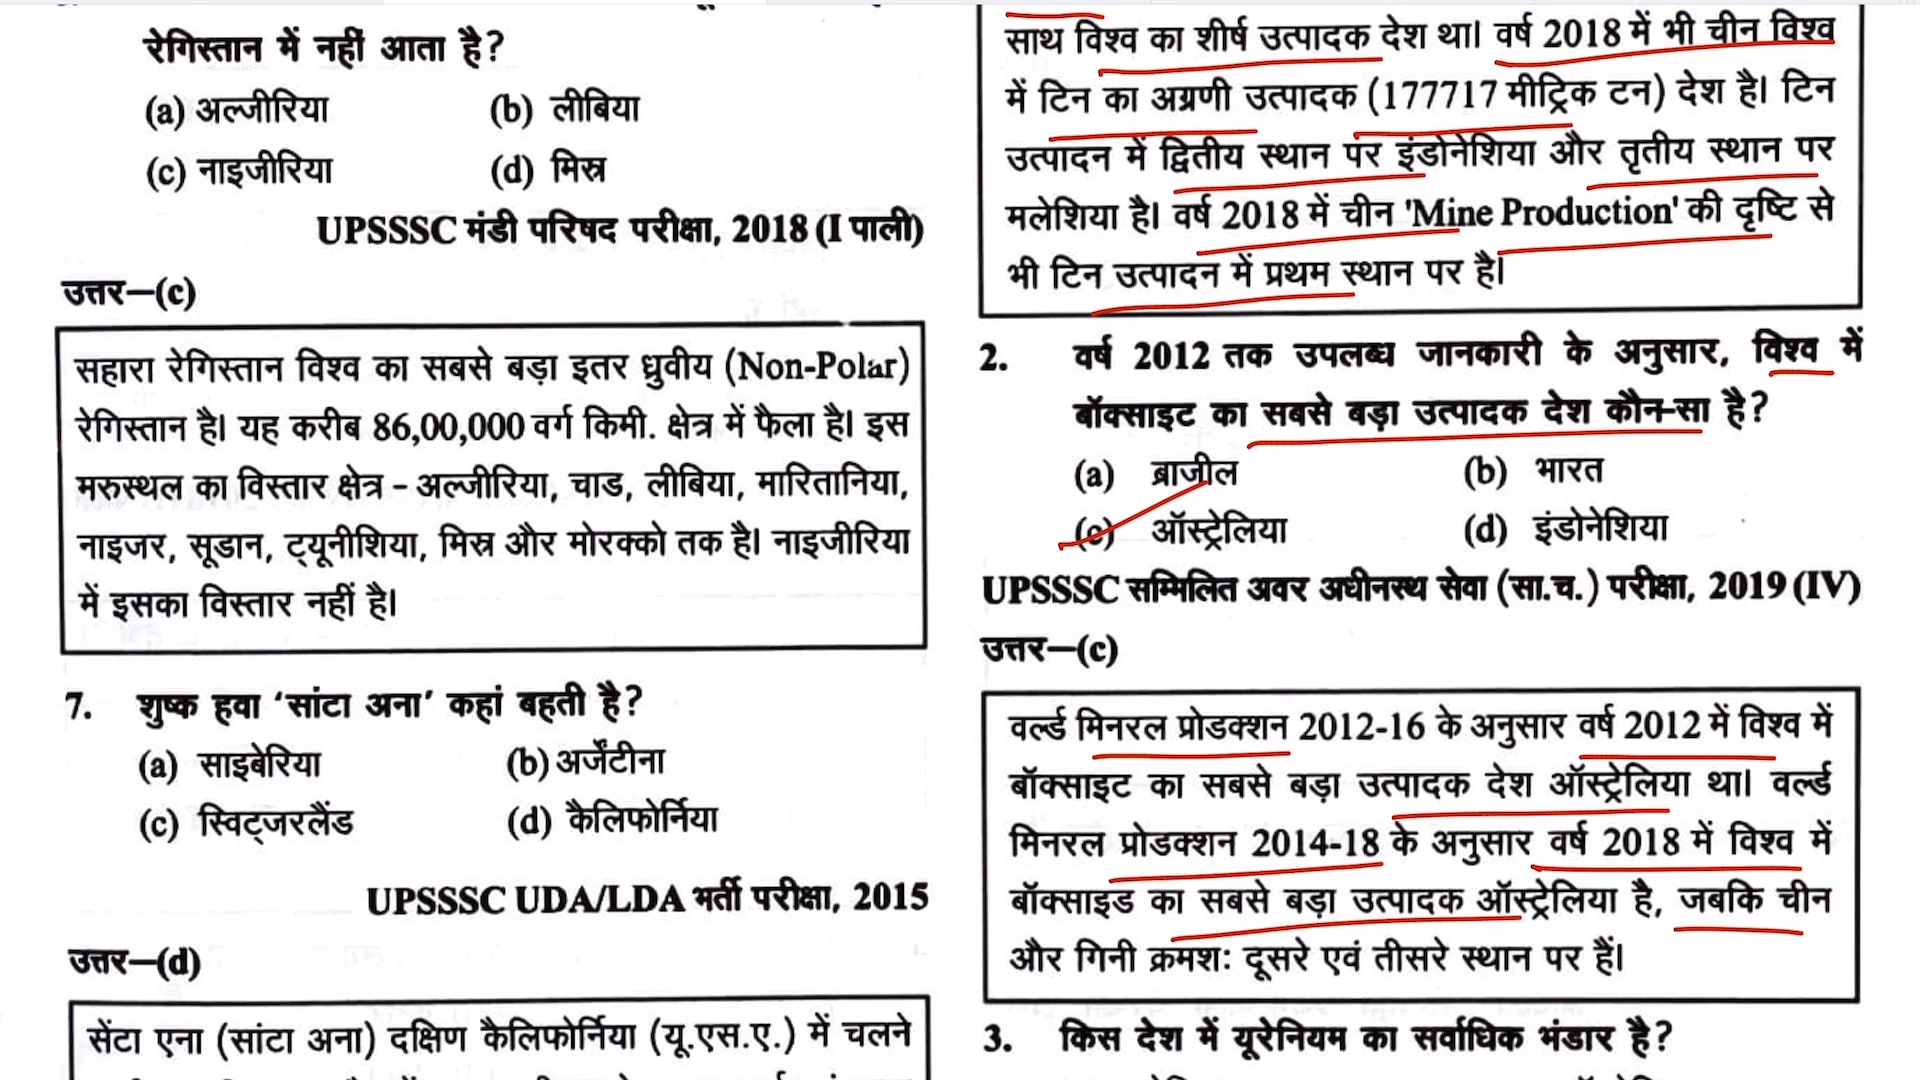 रेगिस्तान में नहीं आता है?
(a) अल्जीरिया (b) लीबिया
(c) नाइजीरिया (d) मिस्र
UPSSSC मंडी परिषद परीक्षा, 2018 (I पाली)
उत्तर—(c)
सहारा रेगिस्तान विश्व का सबसे बड़ा इतर ध्रुवीय (Non-Polar)
रेगिस्तान है। यह करीब 86,00,000 वर्ग किमी. क्षेत्र में फैला है। इस
मरुस्थल का विस्तार क्षेत्र – अल्जीरिया, चाड, लीबिया, मारितानिया,
नाइजर, सूडान, ट्यूनीशिया, मिस्र और मोरक्को तक है। नाइजीरिया
में इसका विस्तार नहीं है।
7. शुष्क हवा ‘सांटा अना’ कहां बहती है?
(a) साइबेरिया (b) अर्जेंटीना
(c) स्विट्जरलैंड (d) कैलिफोर्निया
UPSSSC UDA/LDA भर्ती परीक्षा, 2015
उत्तर—(d)
सेंटा एना (सांटा अना) दक्षिण कैलिफोर्निया (यू.एस.ए.) में चलने
साथ विश्व का शीर्ष उत्पादक देश था। वर्ष 2018 में भी चीन विश्व
में टिन का अग्रणी उत्पादक (177717 मीट्रिक टन) देश है। टिन
उत्पादन में द्वितीय स्थान पर इंडोनेशिया और तृतीय स्थान पर
मलेशिया है। वर्ष 2018 में चीन 'Mine Production' की दृष्टि से
भी टिन उत्पादन में प्रथम स्थान पर है।
2. वर्ष 2012 तक उपलब्ध जानकारी के अनुसार, विश्व में
बॉक्साइट का सबसे बड़ा उत्पादक देश कौन-सा है?
(a) ब्राजील (b) भारत
(c) ऑस्ट्रेलिया (d) इंडोनेशिया
UPSSSC सम्मिलित अवर अधीनस्थ सेवा (सा.च.) परीक्षा, 2019 (IV)
उत्तर—(c)
वर्ल्ड मिनरल प्रोडक्शन 2012-16 के अनुसार वर्ष 2012 में विश्व में
बॉक्साइट का सबसे बड़ा उत्पादक देश ऑस्ट्रेलिया था। वर्ल्ड
मिनरल प्रोडक्शन 2014-18 के अनुसार वर्ष 2018 में विश्व में
बॉक्साइड का सबसे बड़ा उत्पादक ऑस्ट्रेलिया है, जबकि चीन
और गिनी क्रमशः दूसरे एवं तीसरे स्थान पर हैं।
3. किस देश में यूरेनियम का सर्वाधिक भंडार है?